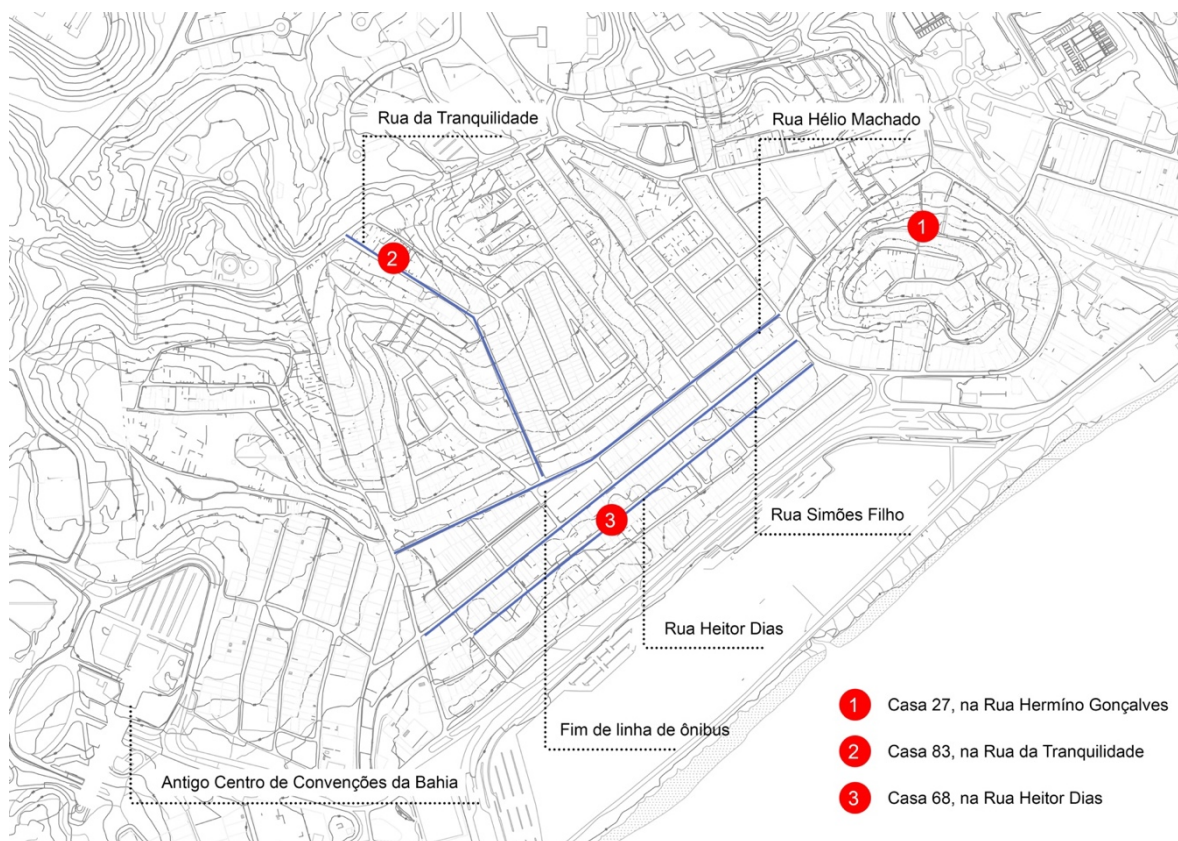 Rua da Tranquilidade
Rua Hélio Machado
1
2
3
Rua Simões Filho
Rua Heitor Dias
Fim de linha de ônibus
Antigo Centro de Convenções da Bahia
1 Casa 27, na Rua Hermíno Gonçalves
2 Casa 83, na Rua da Tranquilidade
3 Casa 68, na Rua Heitor Dias